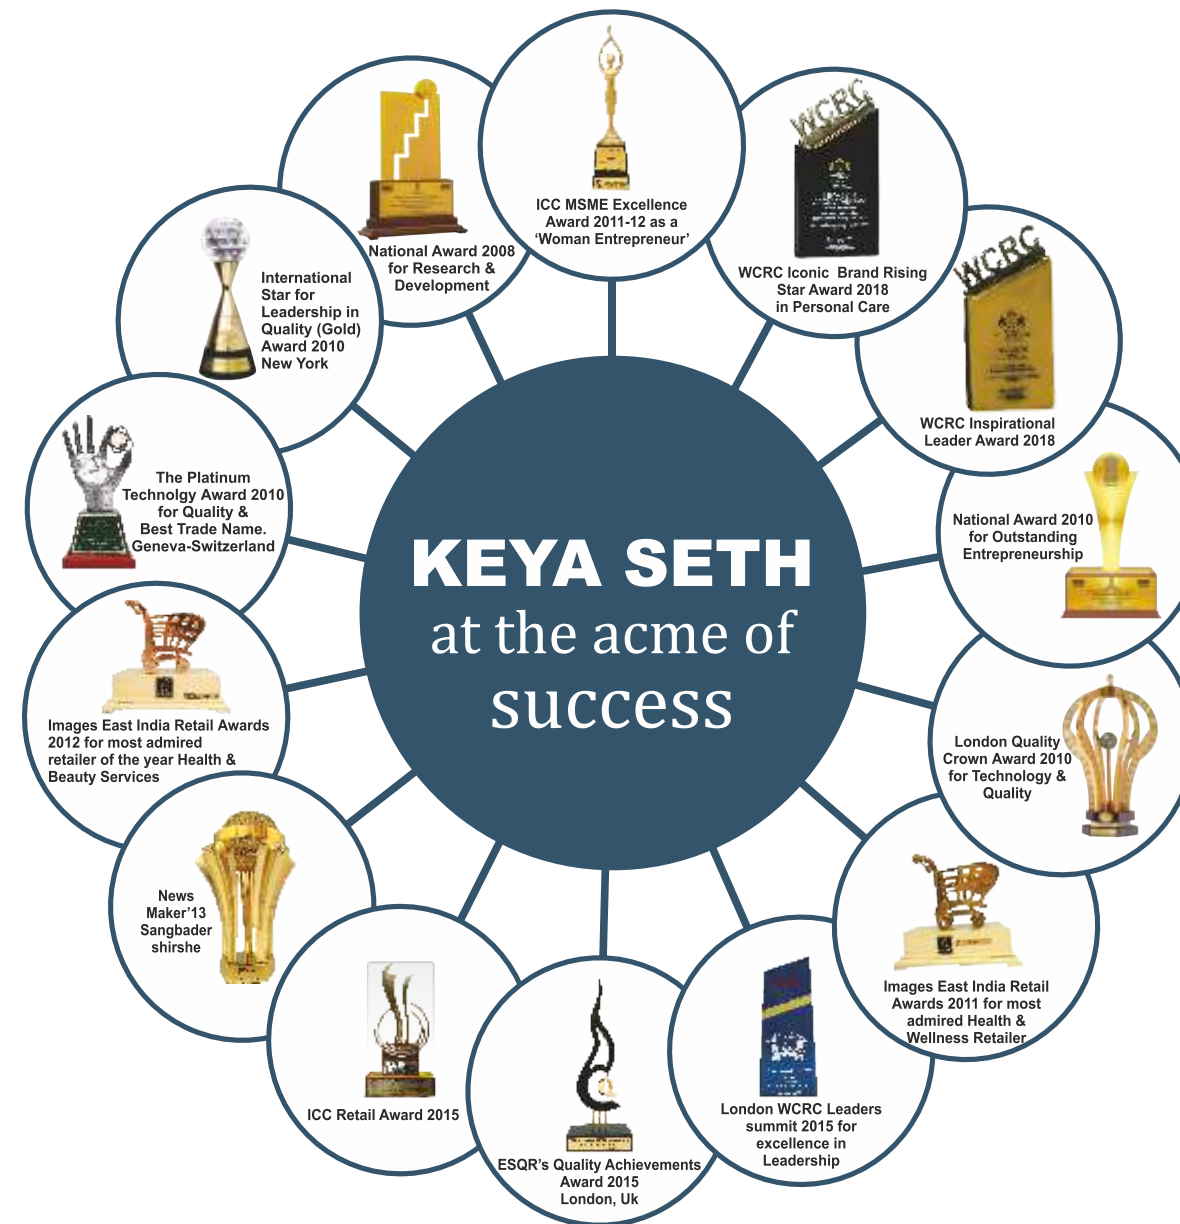 KEYA SETH
at the acme of
success
ICC MSME Excellence
Award 2011-12 as a
‘Woman Entrepreneur’
WCRC
WCRC Iconic Brand Rising
Star Award 2018
in Personal Care
WCRC
WCRC Inspirational
Leader Award 2018
National Award 2010
for Outstanding
Entrepreneurship
London Quality
Crown Award 2010
for Technology &
Quality
Images East India Retail
Awards 2011 for most
admired Health &
Wellness Retailer
London WCRC Leaders
summit 2015 for
excellence in
Leadership
ESQR’s Quality Achievements
Award 2015
London, Uk
ICC Retail Award 2015
News
Maker’13
Sangbader
shirshe
Images East India Retail Awards
2012 for most admired
retailer of the year Health &
Beauty Services
The Platinum
Technolgy Award 2010
for Quality &
Best Trade Name.
Geneva-Switzerland
International
Star for
Leadership in
Quality (Gold)
Award 2010
New York
National Award 2008
for Research &
Development